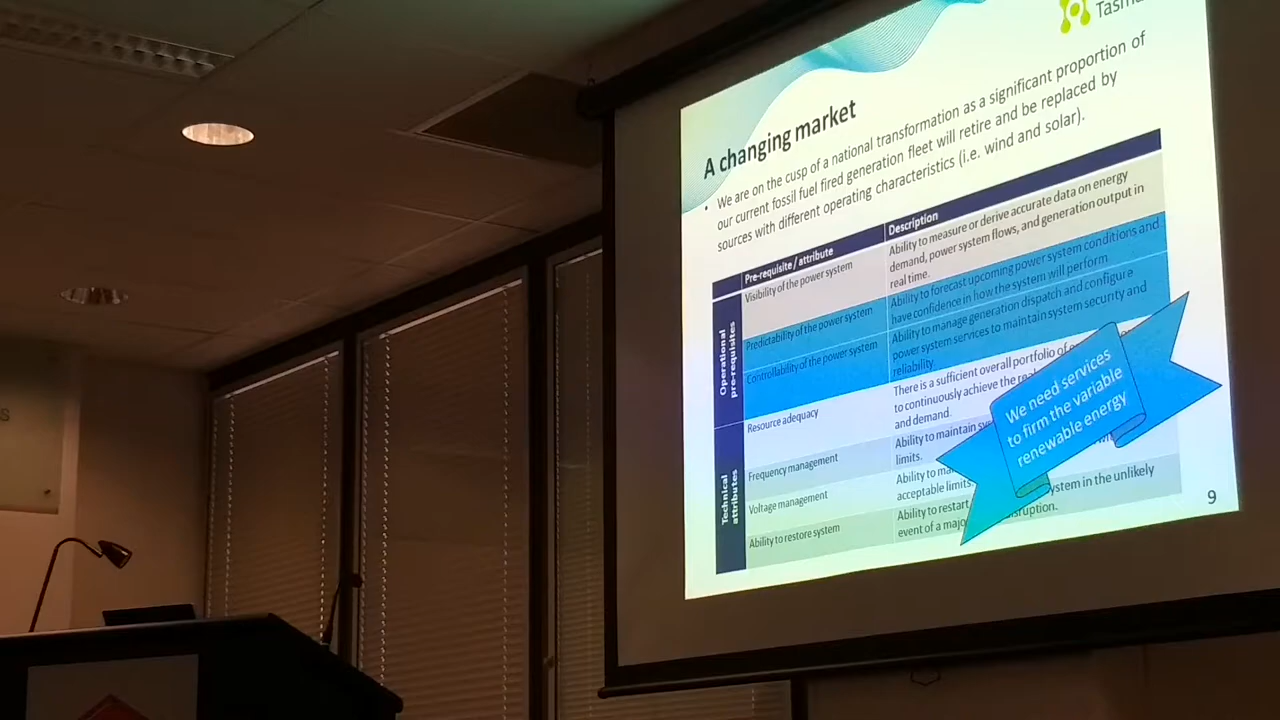 A changing market
• We are on the cusp of a national transformation as a significant proportion of
our current fossil fuel fired generation fleet will retire and be replaced by
sources with different operating characteristics (i.e. wind and solar).
Pre-requisite / attribute
Description
Operational
pre-requisites
Visibility of the power system
Ability to measure or derive accurate data on energy
demand, power system flows, and generation output in
real time.
Predictability of the power system
Ability to forecast upcoming power system conditions and
have confidence in how the system will perform
Controllability of the power system
Ability to manage generation dispatch and configure
power system services to maintain system security and
reliability
Technical
attributes
Resource adequacy
There is a sufficient overall portfolio of
to continuously achieve the
and demand.
Frequency management
Ability to maintain
limits.
Voltage management
Ability to
acceptable limits.
Ability to restore system
Ability to restart system in the unlikely
event of a
We need services
to firm the variable
renewable energy
9